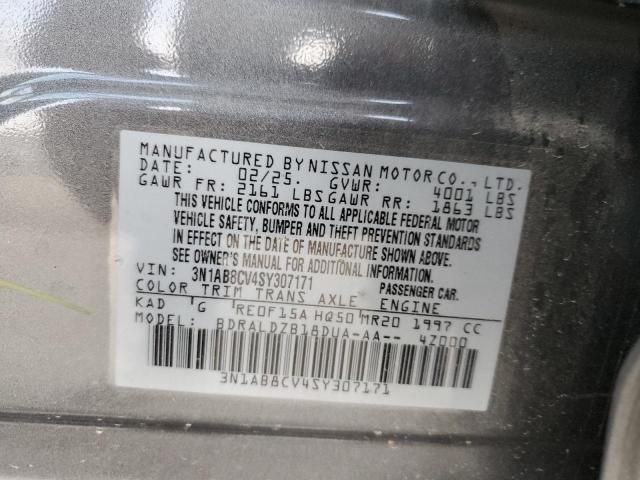 MANUFACTURED BY NISSAN MOTOR CO., LTD.
DATE: 02/25. GVWR: 4001 LBS
GAWR FR: 2161 LBS GAWR RR: 1863 LBS
THIS VEHICLE CONFORMS TO ALL APPLICABLE FEDERAL MOTOR
VEHICLE SAFETY, BUMPER AND THEFT PREVENTION STANDARDS
IN EFFECT ON THE DATE OF MANUFACTURE SHOWN ABOVE.
SEE OWNER'S MANUAL FOR AIMING INFORMATION.
VIN: 3N1AB8CV4SY307171 PASSENGER CAR.
COLOR TRIM TRANS AXLE ENGINE
KAD G RE0F15A HQ50 MR20 1997 CC
BDRALDZB18DUA-AA-- 4Z000
3N1AB8CV4SY307171